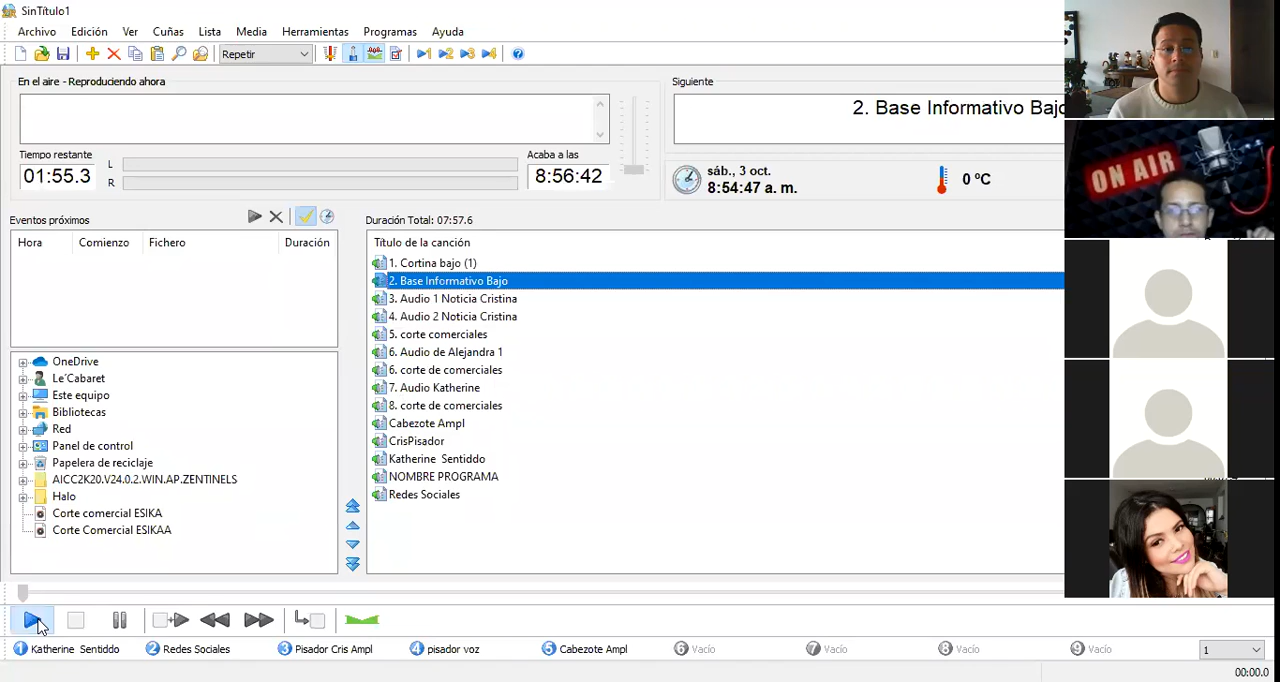 SinTítulo1
Archivo Edición Ver Cuñas Lista Media Herramientas Programas Ayuda
Repetir 1 2 3 4
En el aire - Reproduciendo ahora
Siguiente
2. Base Informativo Bajo
Tiempo restante
L
R
Acaba a las
01:55.3
8:56:42
sáb., 3 oct.
8:54:47 a. m.
0 ºC
ON AIR
Eventos próximos
Hora Comienzo Fichero Duración
Duración Total: 07:57.6
Título de la canción
1. Cortina bajo (1)
2. Base Informativo Bajo
3. Audio 1 Noticia Cristina
4. Audio 2 Noticia Cristina
5. corte comerciales
6. Audio de Alejandra 1
6. corte de comerciales
7. Audio Katherine
8. corte de comerciales
Cabezote Ampl
CrisPisador
Katherine Sentiddo
NOMBRE PROGRAMA
Redes Sociales
OneDrive
Le´Cabaret
Este equipo
Bibliotecas
Red
Panel de control
Papelera de reciclaje
AICC2K20.V24.0.2.WIN.AP.ZENTINELS
Halo
Corte comercial ESIKA
Corte Comercial ESIKAA
1 Katherine Sentiddo 2 Redes Sociales 3 Pisador Cris Ampl 4 pisador voz 5 Cabezote Ampl 6 Vacío 7 Vacío 8 Vacío 9 Vacío 1
00:00.0